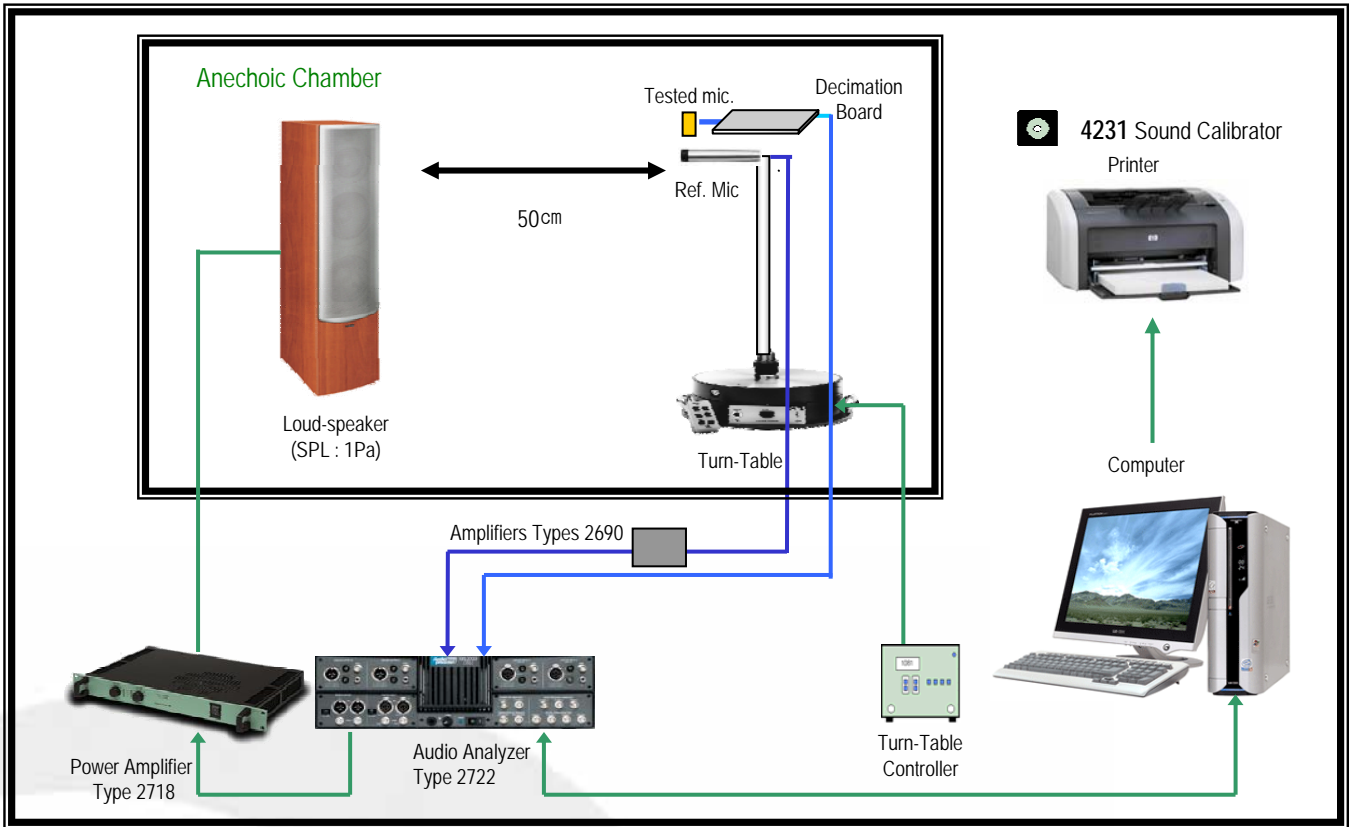 Anechoic Chamber
Tested mic.
Decimation
Board
4231 Sound Calibrator
Printer
Ref. Mic
50cm
Loud-speaker
(SPL : 1Pa)
Turn-Table
Computer
Amplifiers Types 2690
Power Amplifier
Type 2718
Audio Analyzer
Type 2722
Turn-Table
Controller